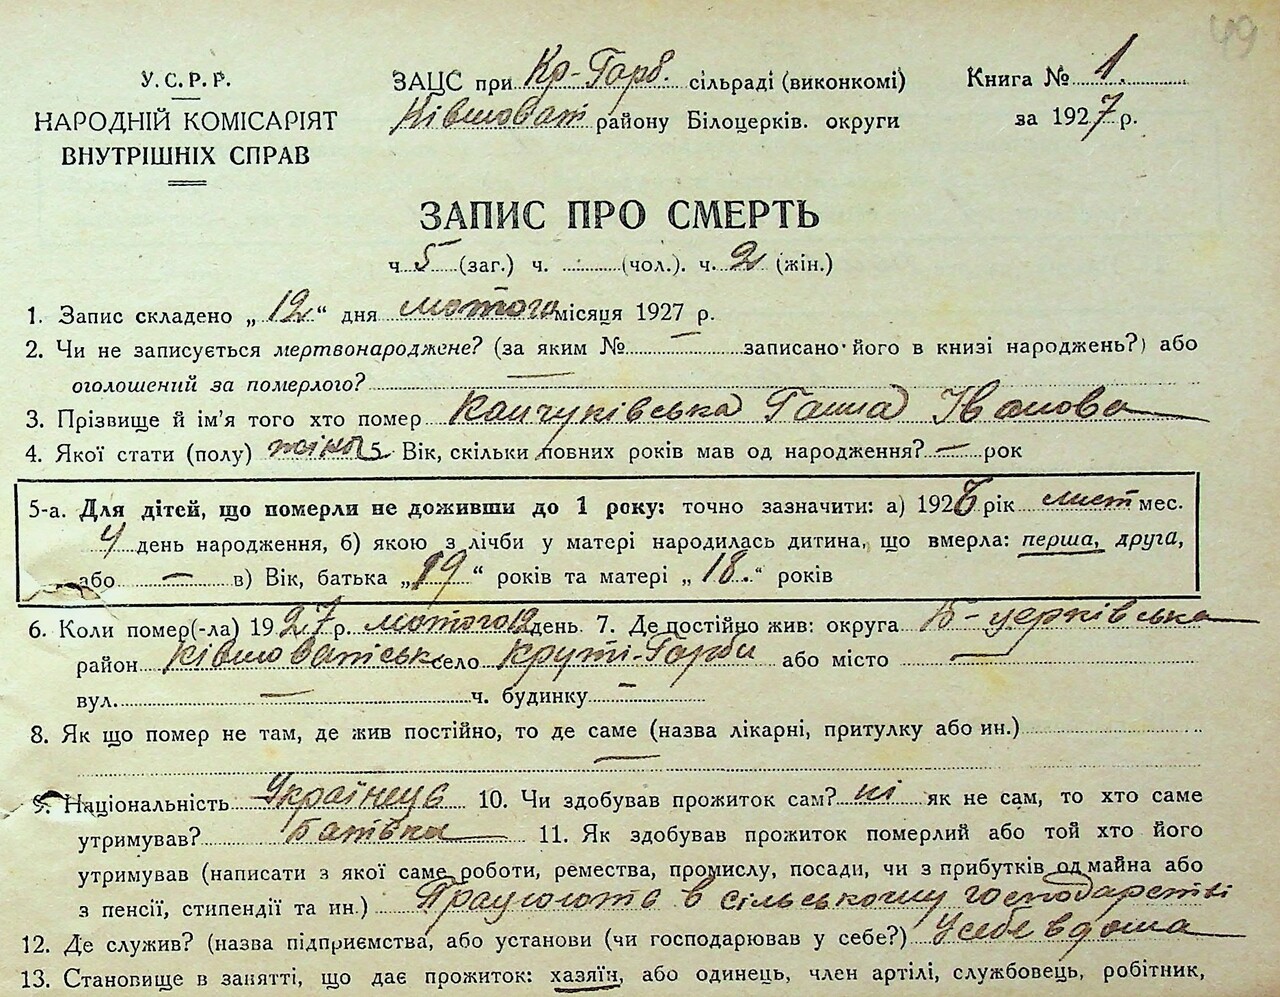 49
У.С.Р.Р.
НАРОДНІЙ КОМІСАРІЯТ
ВНУТРІШНІХ СПРАВ
ЗАЦС при Кр-Горб. сільраді (виконкомі)
Ківшоват району Білоцерків. округи
Книга № 1.
за 1927 р.
ЗАПИС ПРО СМЕРТЬ
ч 5 (заг.) ч. (чол.). ч. 2 (жін.)
1. Запис складено „12“ дня лютого місяця 1927 р.
2. Чи не записується мертвонароджене? (за яким № — записано його в книзі народжень?) або
оголошений за померлого? —
3. Прізвище й ім'я того хто помер Ганна Іванова
4. Якої стати (полу) жіноч 5. Вік, скільки повних років мав од народження? — рок
5-а. Для дітей, що померли не доживши до 1 року: точно зазначити: а) 1926 рік лист мес.
4 день народження, б) якою з лічби у матері народилась дитина, що вмерла: перша, друга,
або — в) Вік, батька „19“ років та матері „18.“ років
6. Коли помер(-ла) 1927 р. лютого 12 день. 7. Де постійно жив: округа Б-церківська
район Ківшоватськ село Круті-Горби або місто —
вул. — ч. будинку —
8. Як що помер не там, де жив постійно, то де саме (назва лікарні, притулку або ин.)
—
9. Національність Українець 10. Чи здобував прожиток сам? ні як не сам, то хто саме
утримував? батівка 11. Як здобував прожиток померлий або той хто його
утримував (написати з якої саме роботи, ремества, промислу, посади, чи з прибутків од майна або
з пенсії, стипендії та ин.) Працюють в сільському господарстві
12. Де служив? (назва підприємства, або установи (чи господарював у себе?) У себе вдома
13. Становище в занятті, що дає прожиток: хазяїн, або одинець, член артілі, службовець, робітник,